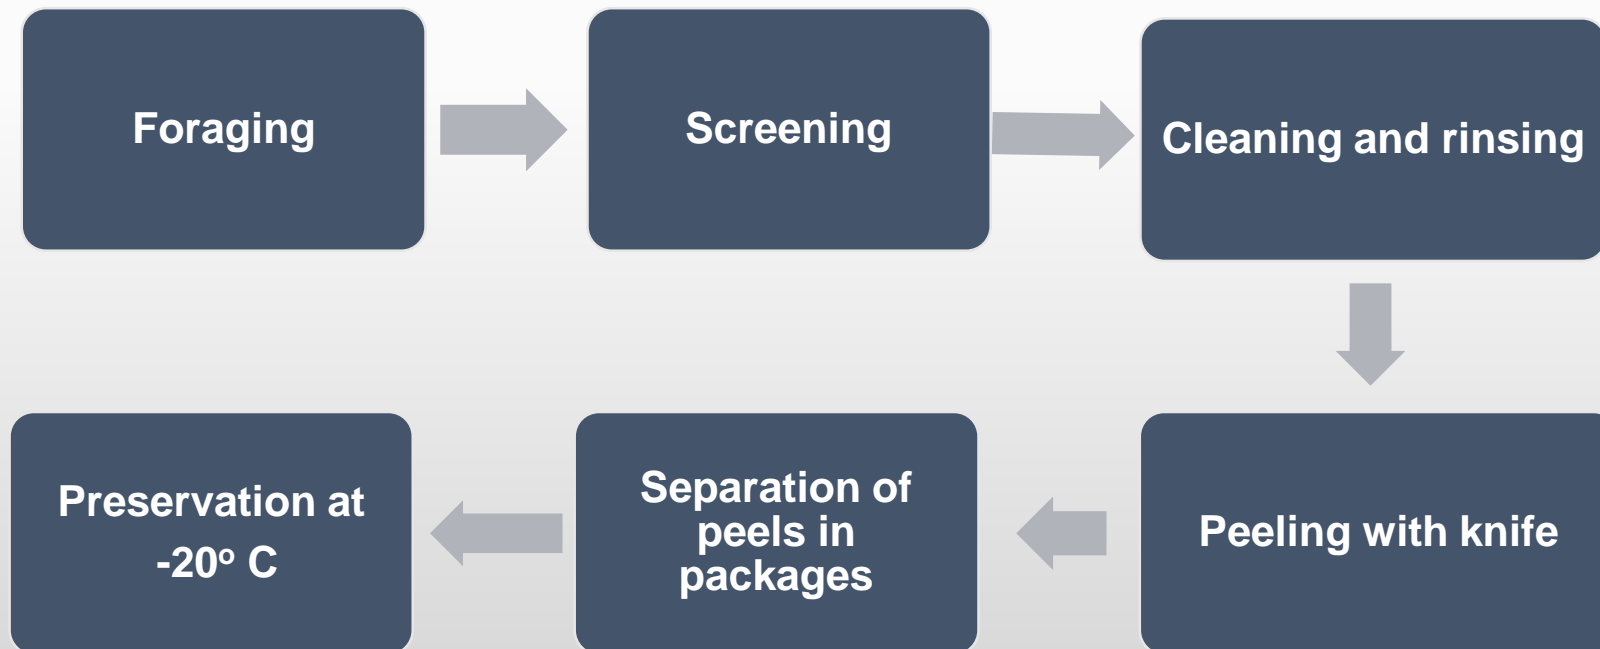 Foraging
Screening
Cleaning and rinsing
Peeling with knife
Separation of
peels in
packages
Preservation at
-20º C